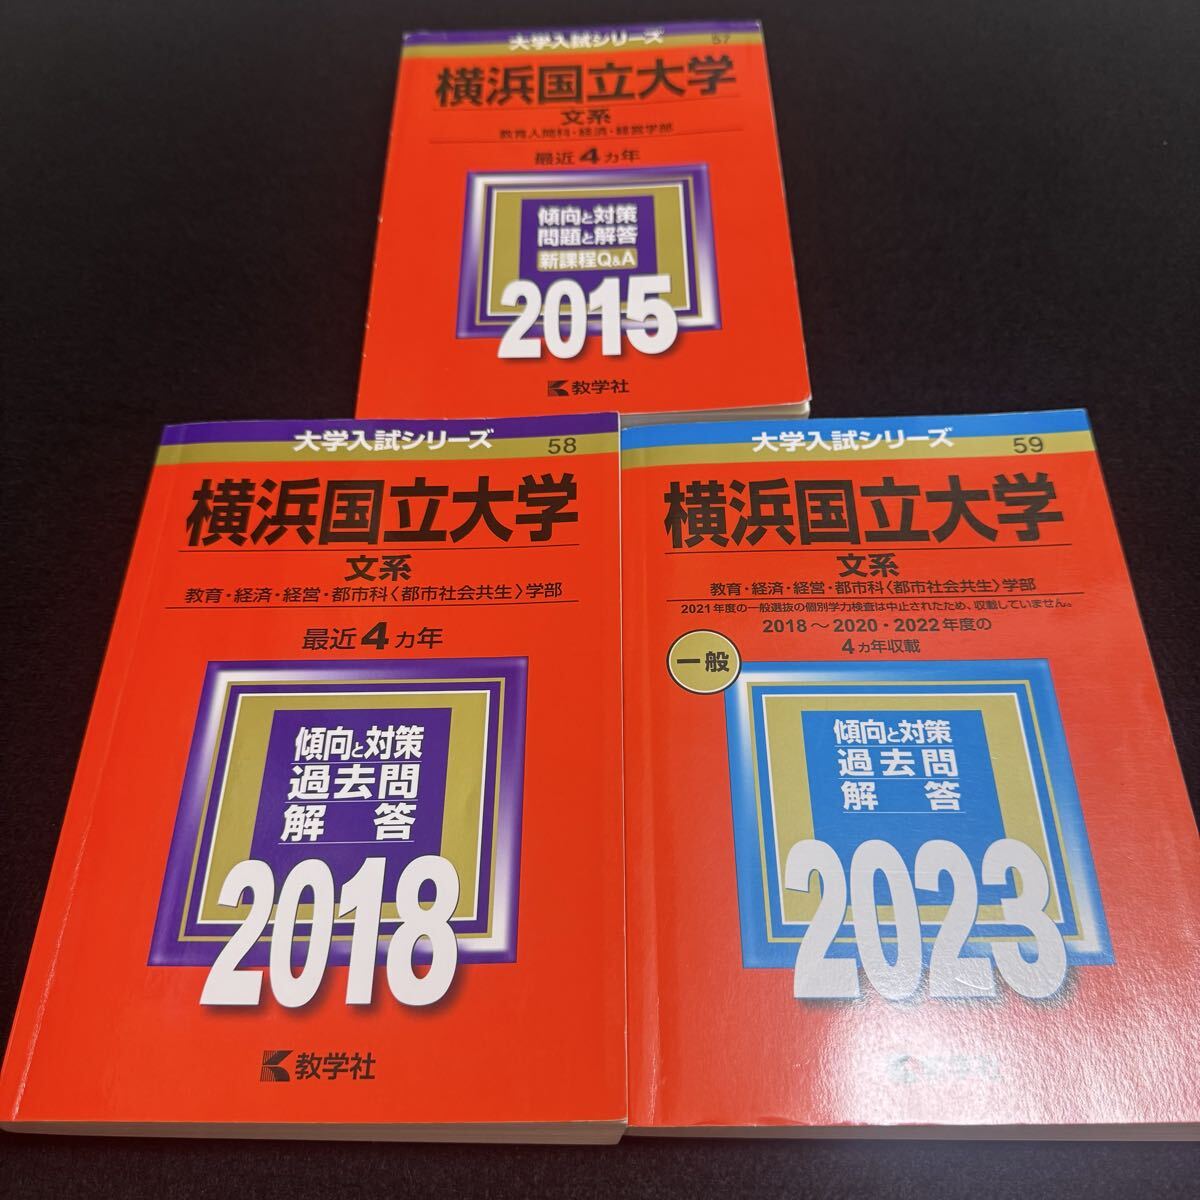 大学入試シリーズ
57
横浜国立大学
文系
教育人間科・経済・経営学部
最近4カ年
傾向と対策
問題と解答
新課程Q&A
2015
教学社
大学入試シリーズ
58
横浜国立大学
文系
教育・経済・経営・都市科〈都市社会共生〉学部
最近4カ年
傾向と対策
過去問
解答
2018
教学社
大学入試シリーズ
59
横浜国立大学
文系
教育・経済・経営・都市科〈都市社会共生〉学部
2021年度の一般選抜の個別学力検査は中止されたため、収載していません。
2018～2020・2022年度の
4カ年収載
一般
傾向と対策
過去問
解答
2023
教学社